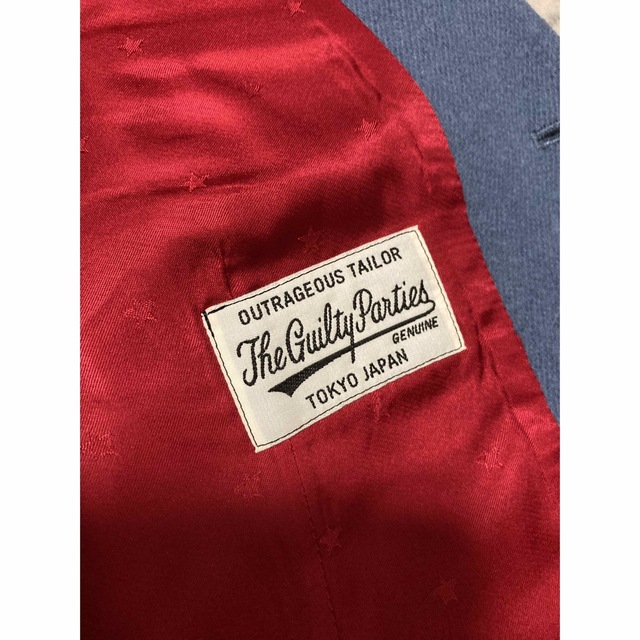 OUTRAGEOUS TAILOR
The Guilty Parties
GENUINE
TOKYO JAPAN